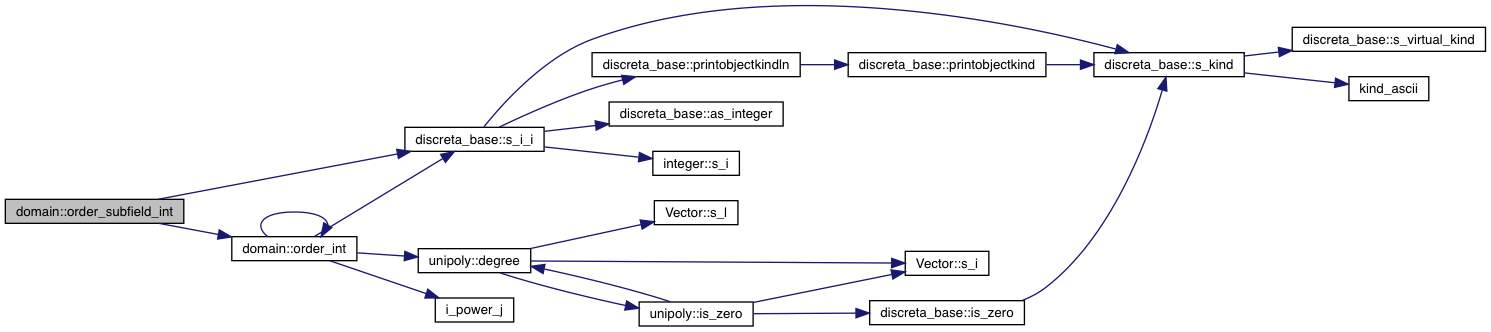 domain::order_subfield_int
domain::order_int
discreta_base::s_i_i
unipoly::degree
i_power_j
discreta_base::printobjectkindln
discreta_base::as_integer
integer::s_i
Vector::s_l
unipoly::is_zero
discreta_base::printobjectkind
Vector::s_i
discreta_base::is_zero
discreta_base::s_kind
discreta_base::s_virtual_kind
kind_ascii